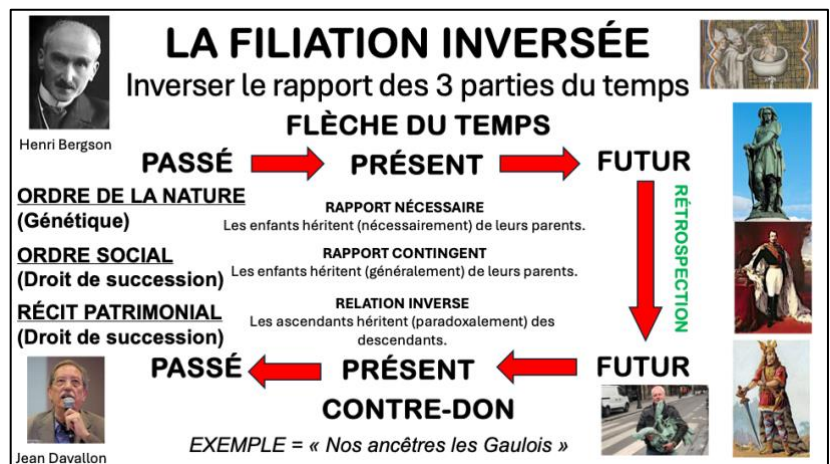 LA FILIATION INVERSÉE
Inverser le rapport des 3 parties du temps
Henri Bergson
FLÈCHE DU TEMPS
PASSÉ PRÉSENT FUTUR
ORDRE DE LA NATURE
(Génétique)
RAPPORT NÉCESSAIRE
Les enfants héritent (nécessairement) de leurs parents.
ORDRE SOCIAL
(Droit de succession)
RAPPORT CONTINGENT
Les enfants héritent (généralement) de leurs parents.
RÉCIT PATRIMONIAL
(Droit de succession)
RELATION INVERSE
Les ascendants héritent (paradoxalement) des
descendants.
RÉTROSPECTION
PASSÉ PRÉSENT FUTUR
CONTRE-DON
EXEMPLE = « Nos ancêtres les Gaulois »
Jean Davallon